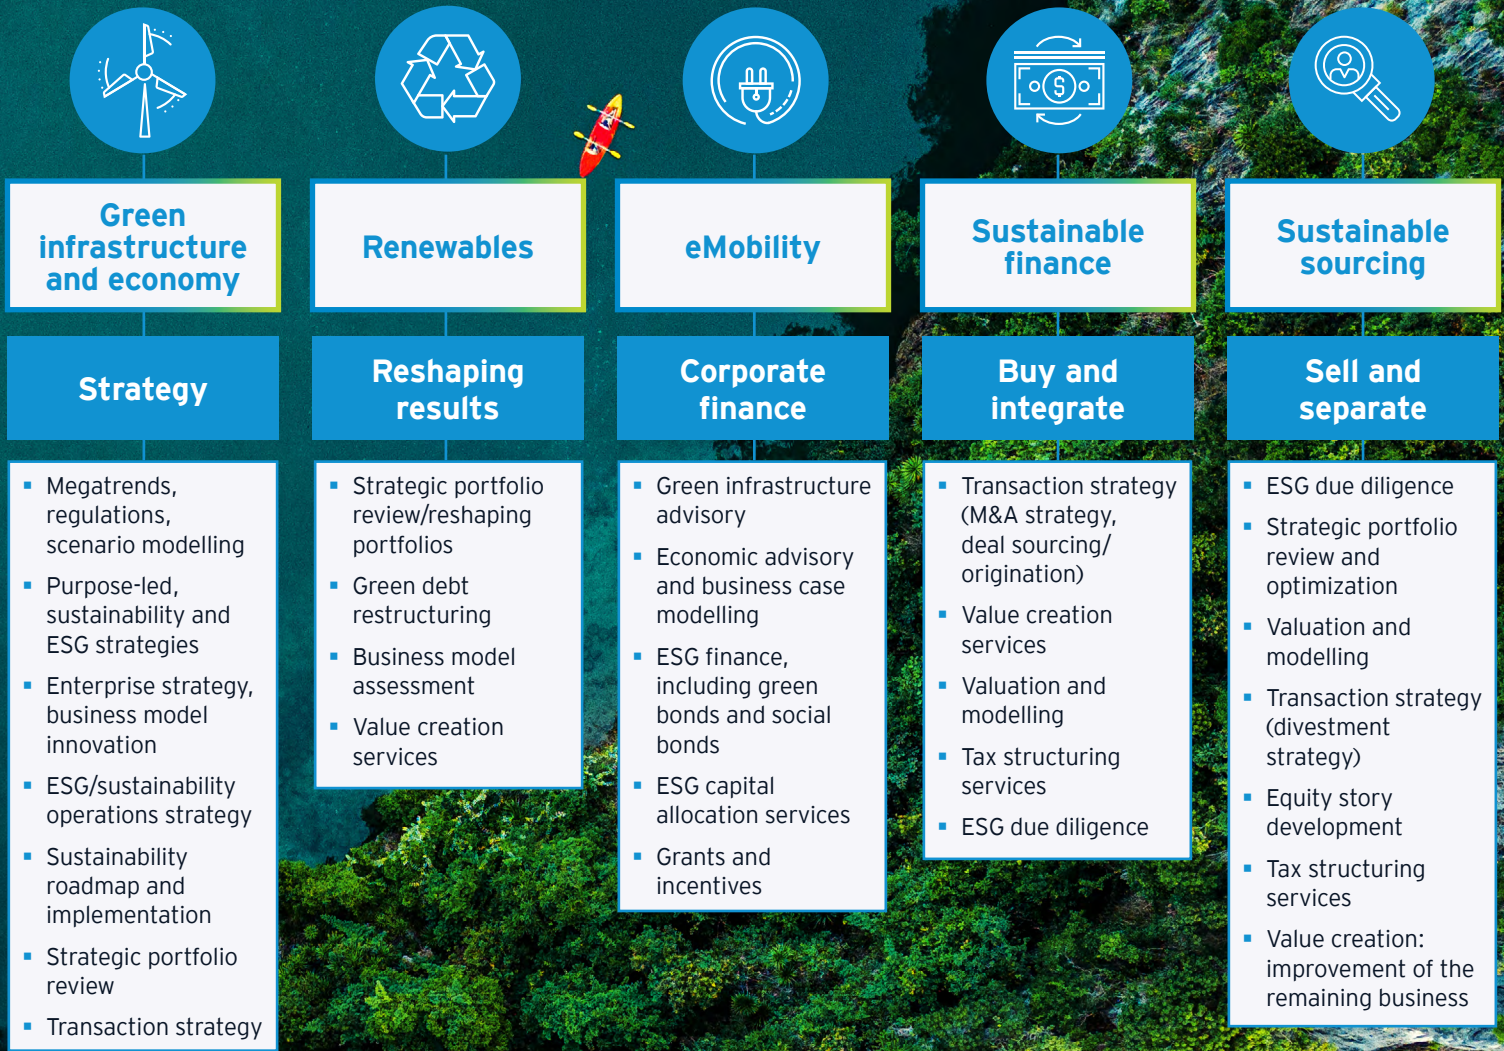 Green
infrastructure
and economy
Renewables
eMobility
Sustainable
finance
Sustainable
sourcing
Strategy
Reshaping
results
Corporate
finance
Buy and
integrate
Sell and
separate
▪ Megatrends,
regulations,
scenario modelling
▪ Purpose-led,
sustainability and
ESG strategies
▪ Enterprise strategy,
business model
innovation
▪ ESG/sustainability
operations strategy
▪ Sustainability
roadmap and
implementation
▪ Strategic portfolio
review
▪ Transaction strategy
▪ Strategic portfolio
review/reshaping
portfolios
▪ Green debt
restructuring
▪ Business model
assessment
▪ Value creation
services
▪ Green infrastructure
advisory
▪ Economic advisory
and business case
modelling
▪ ESG finance,
including green
bonds and social
bonds
▪ ESG capital
allocation services
▪ Grants and
incentives
▪ Transaction strategy
(M&A strategy,
deal sourcing/
origination)
▪ Value creation
services
▪ Valuation and
modelling
▪ Tax structuring
services
▪ ESG due diligence
▪ ESG due diligence
▪ Strategic portfolio
review and
optimization
▪ Valuation and
modelling
▪ Transaction strategy
(divestment
strategy)
▪ Equity story
development
▪ Tax structuring
services
▪ Value creation:
improvement of the
remaining business